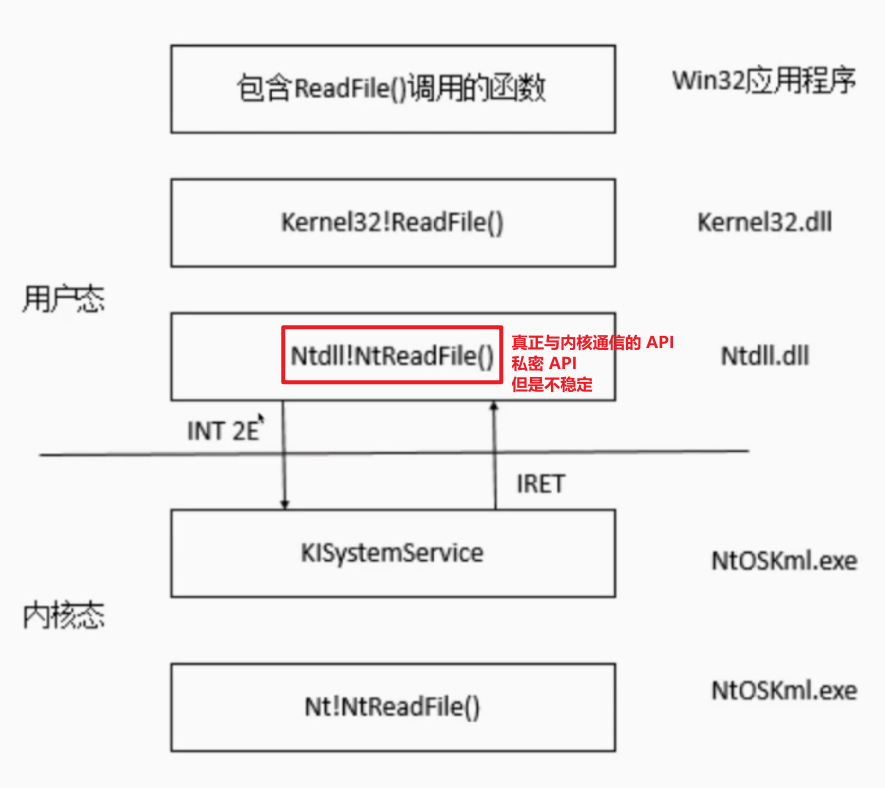 包含ReadFile()调用的函数
Win32应用程序
Kernel32!ReadFile()
Kernel32.dll
用户态
Ntdll!NtReadFile()
真正与内核通信的 API
私密 API
但是不稳定
Ntdll.dll
INT 2E
IRET
KISystemService
NtOSKml.exe
内核态
Nt!NtReadFile()
NtOSKml.exe